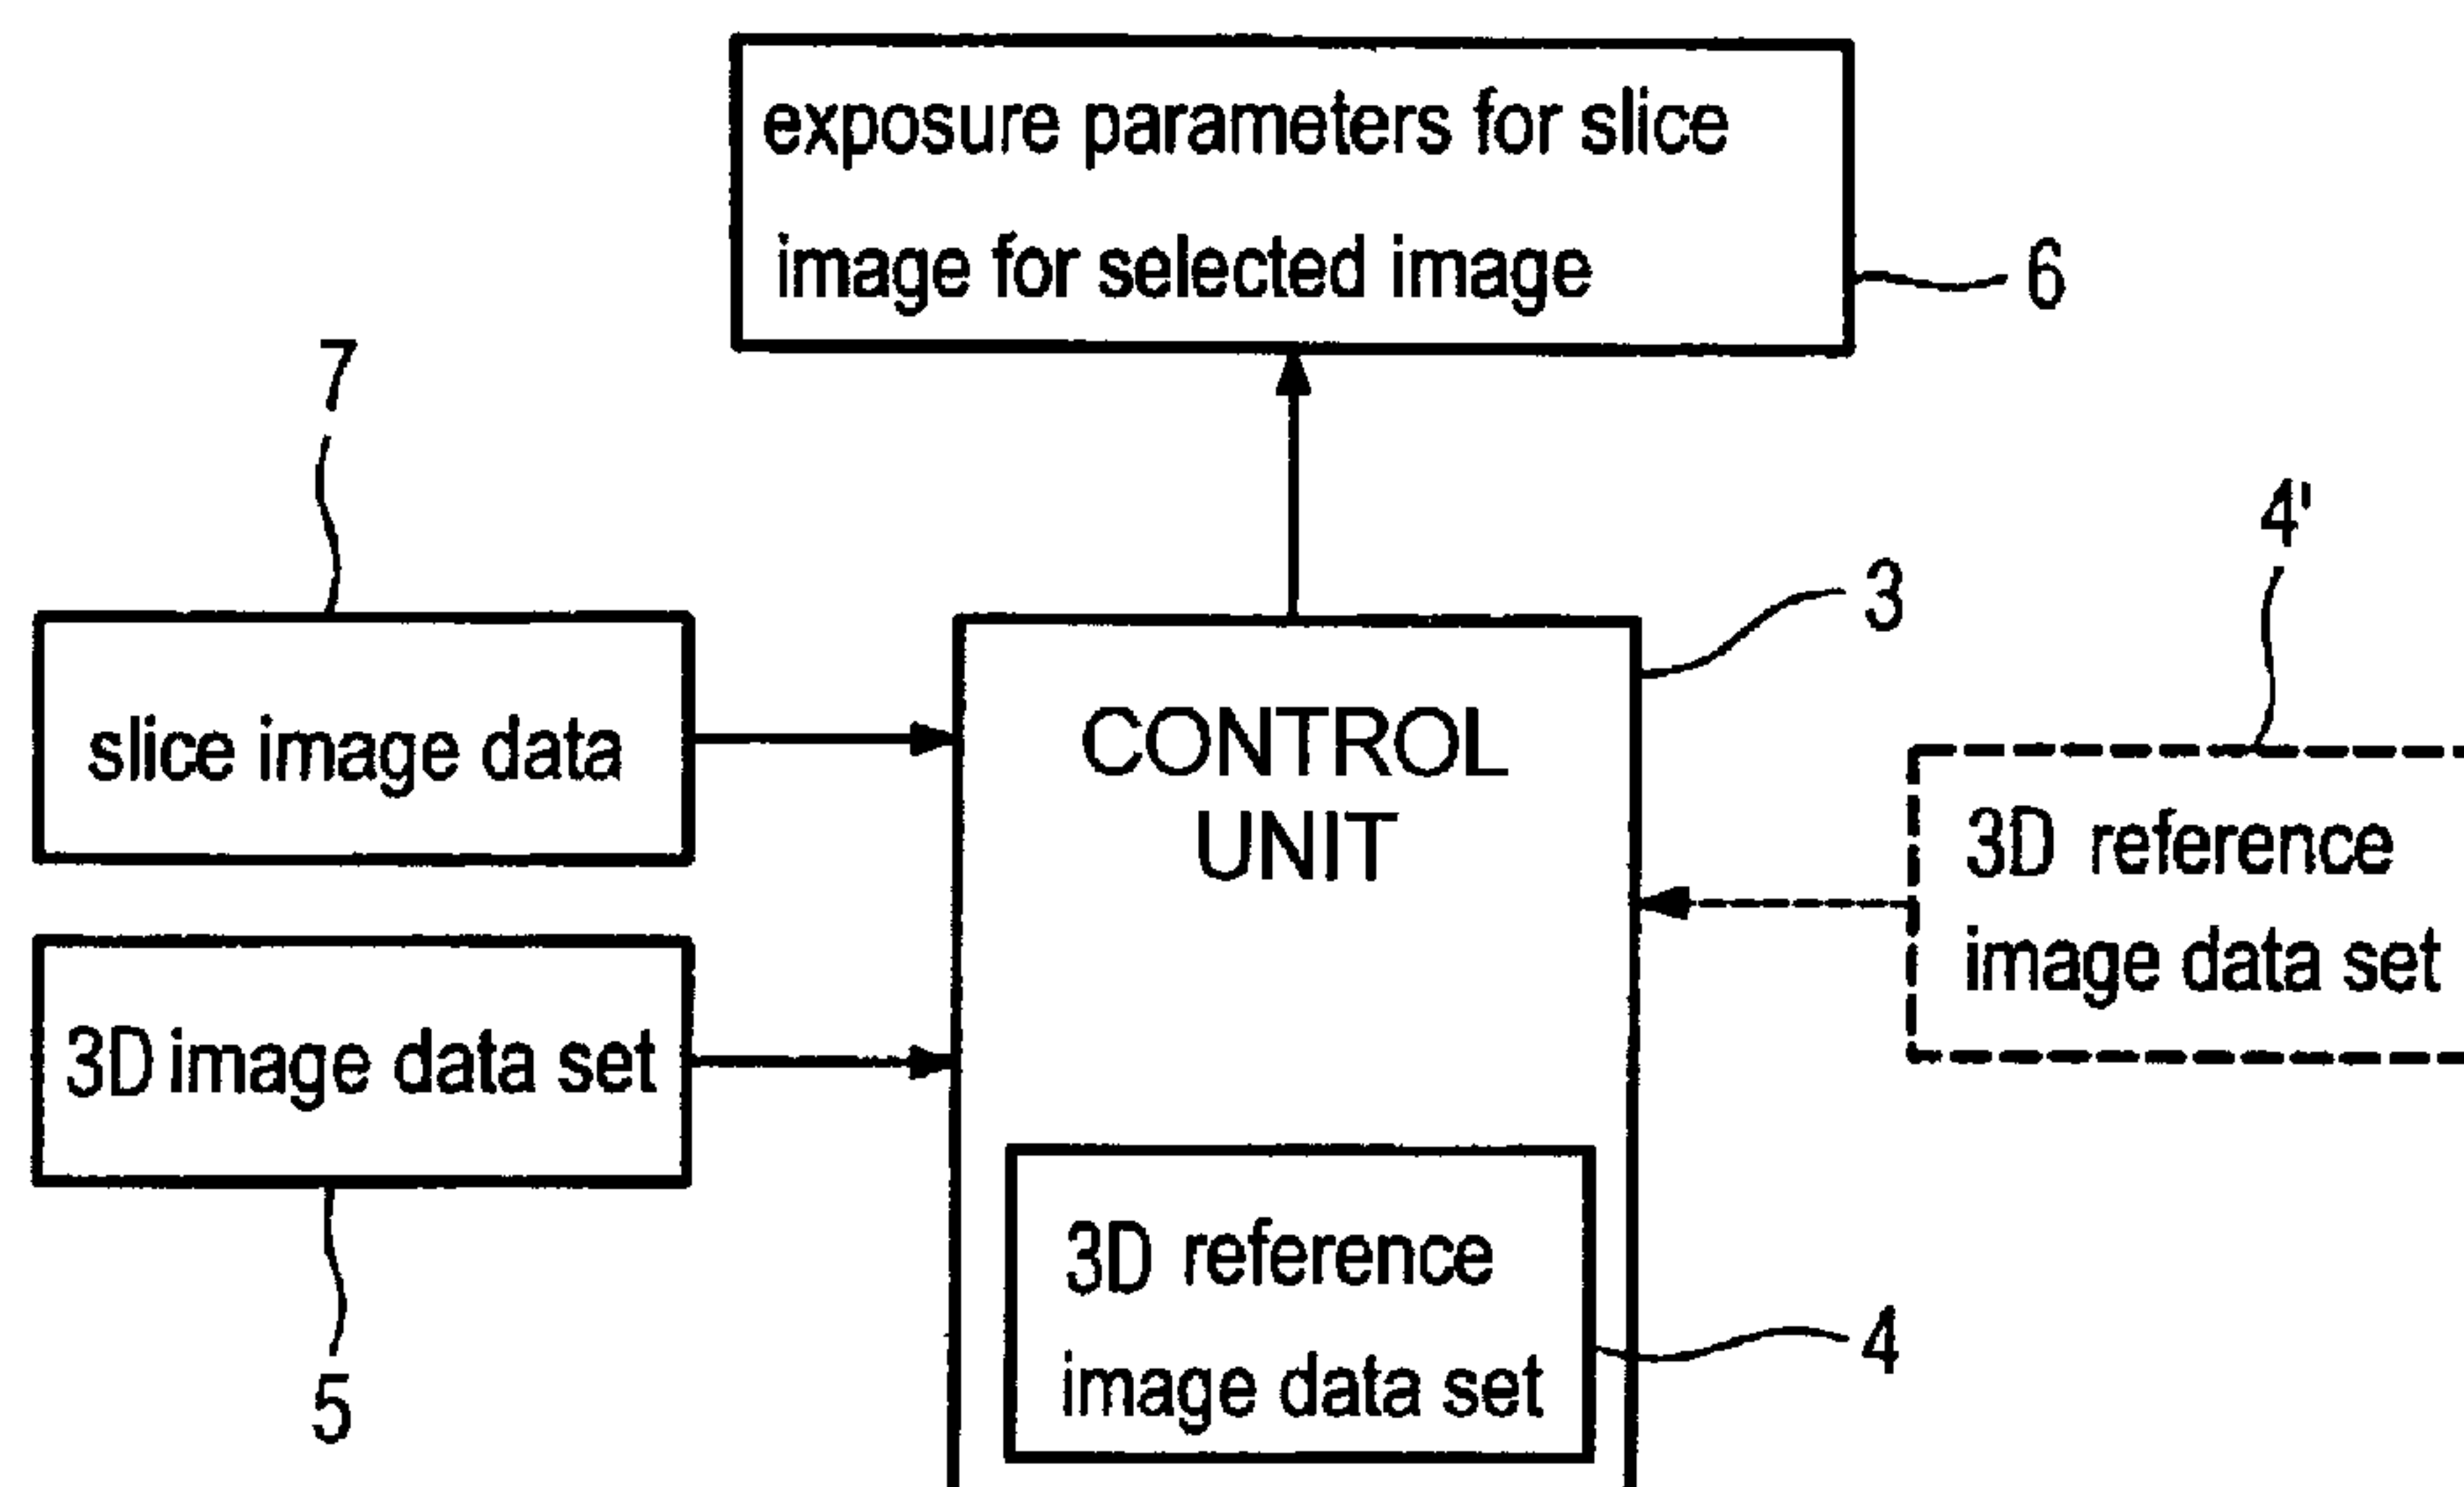 exposure parameters for slice
image for selected image
6
7
4'
3
slice image data
CONTROL
UNIT
3D reference
image data set
3D image data set
5
3D reference
image data set
4